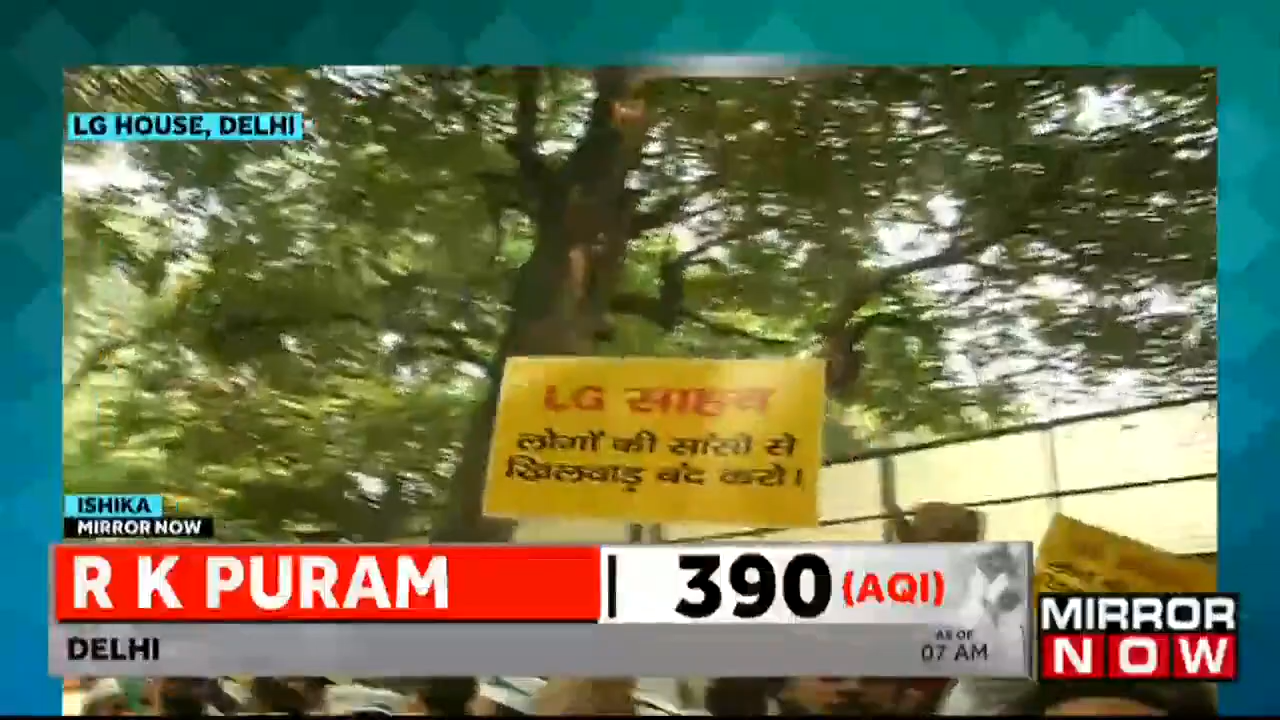 LG HOUSE, DELHI
LG साहब
लोगों की सांसों से
खिलवाड़ बंद करो।
ISHIKA
MIRROR NOW
R K PURAM
390 (AQI)
DELHI
AS OF
07 AM
MIRROR
NOW